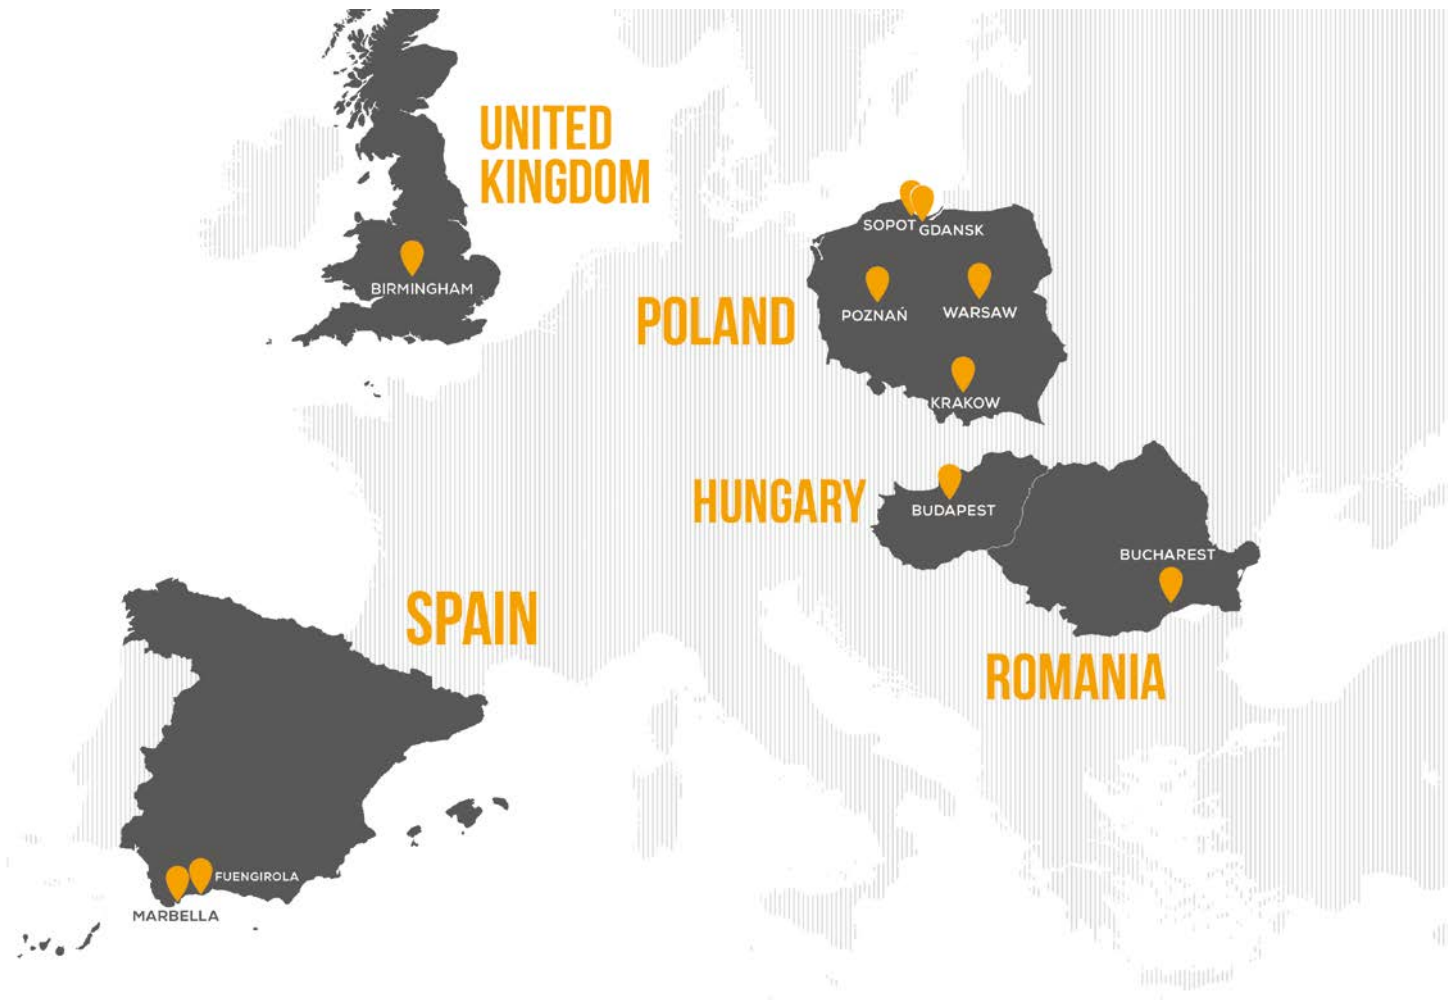 UNITED
KINGDOM
BIRMINGHAM
SOPOT
GDANSK
POLAND
POZNAŃ
WARSAW
KRAKOW
HUNGARY
BUDAPEST
BUCHAREST
SPAIN
ROMANIA
FUENGIROLA
MARBELLA